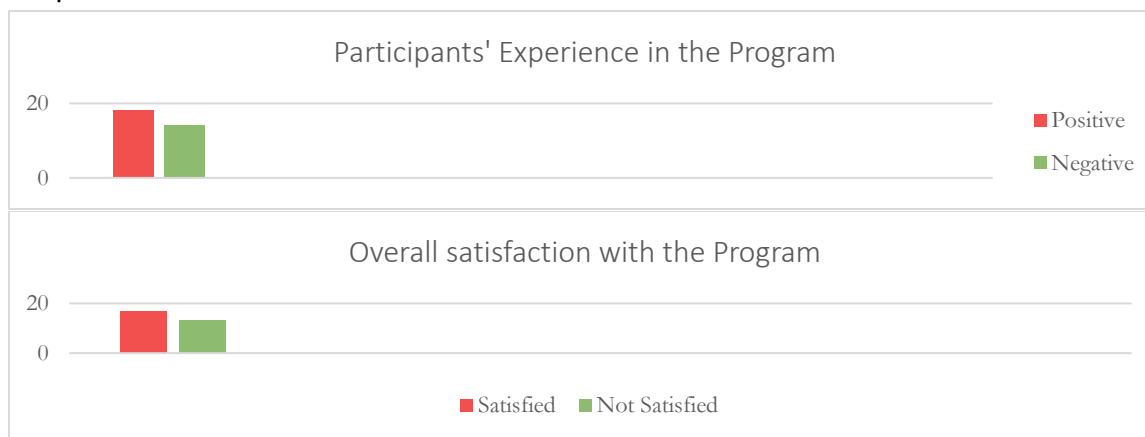 Participants' Experience in the Program
20
0
Positive
Negative
Overall satisfaction with the Program
20
0
Satisfied Not Satisfied